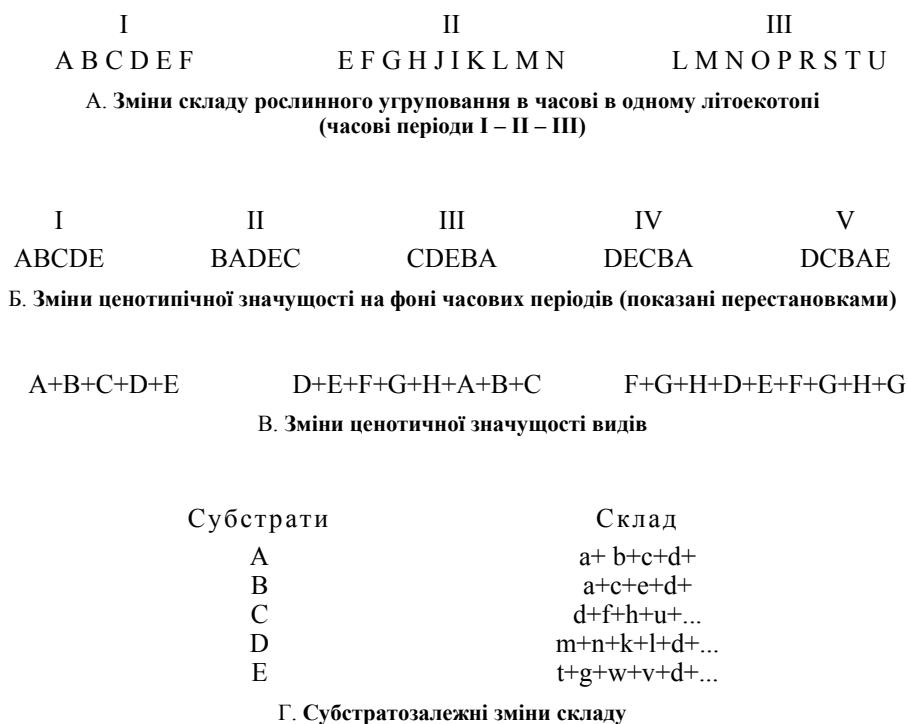 I II III
A B C D E F E F G H J I K L M N L M N O P R S T U
А. Зміни складу рослинного угруповання в часові в одному літоекотопі
(часові періоди I – II – III)
I II III IV V
ABCDE BADEC CDEBA DECBA DCBAE
Б. Зміни ценотипічної значущості на фоні часових періодів (показані перестановками)
A+B+C+D+E D+E+F+G+H+A+B+C F+G+H+D+E+F+G+H+G
В. Зміни ценотичної значущості видів
Субстрати Склад
A a+ b+c+d+
B a+c+e+d+
C d+f+h+u+...
D m+n+k+l+d+...
E t+g+w+v+d+...
Г. Субстратозалежні зміни складу